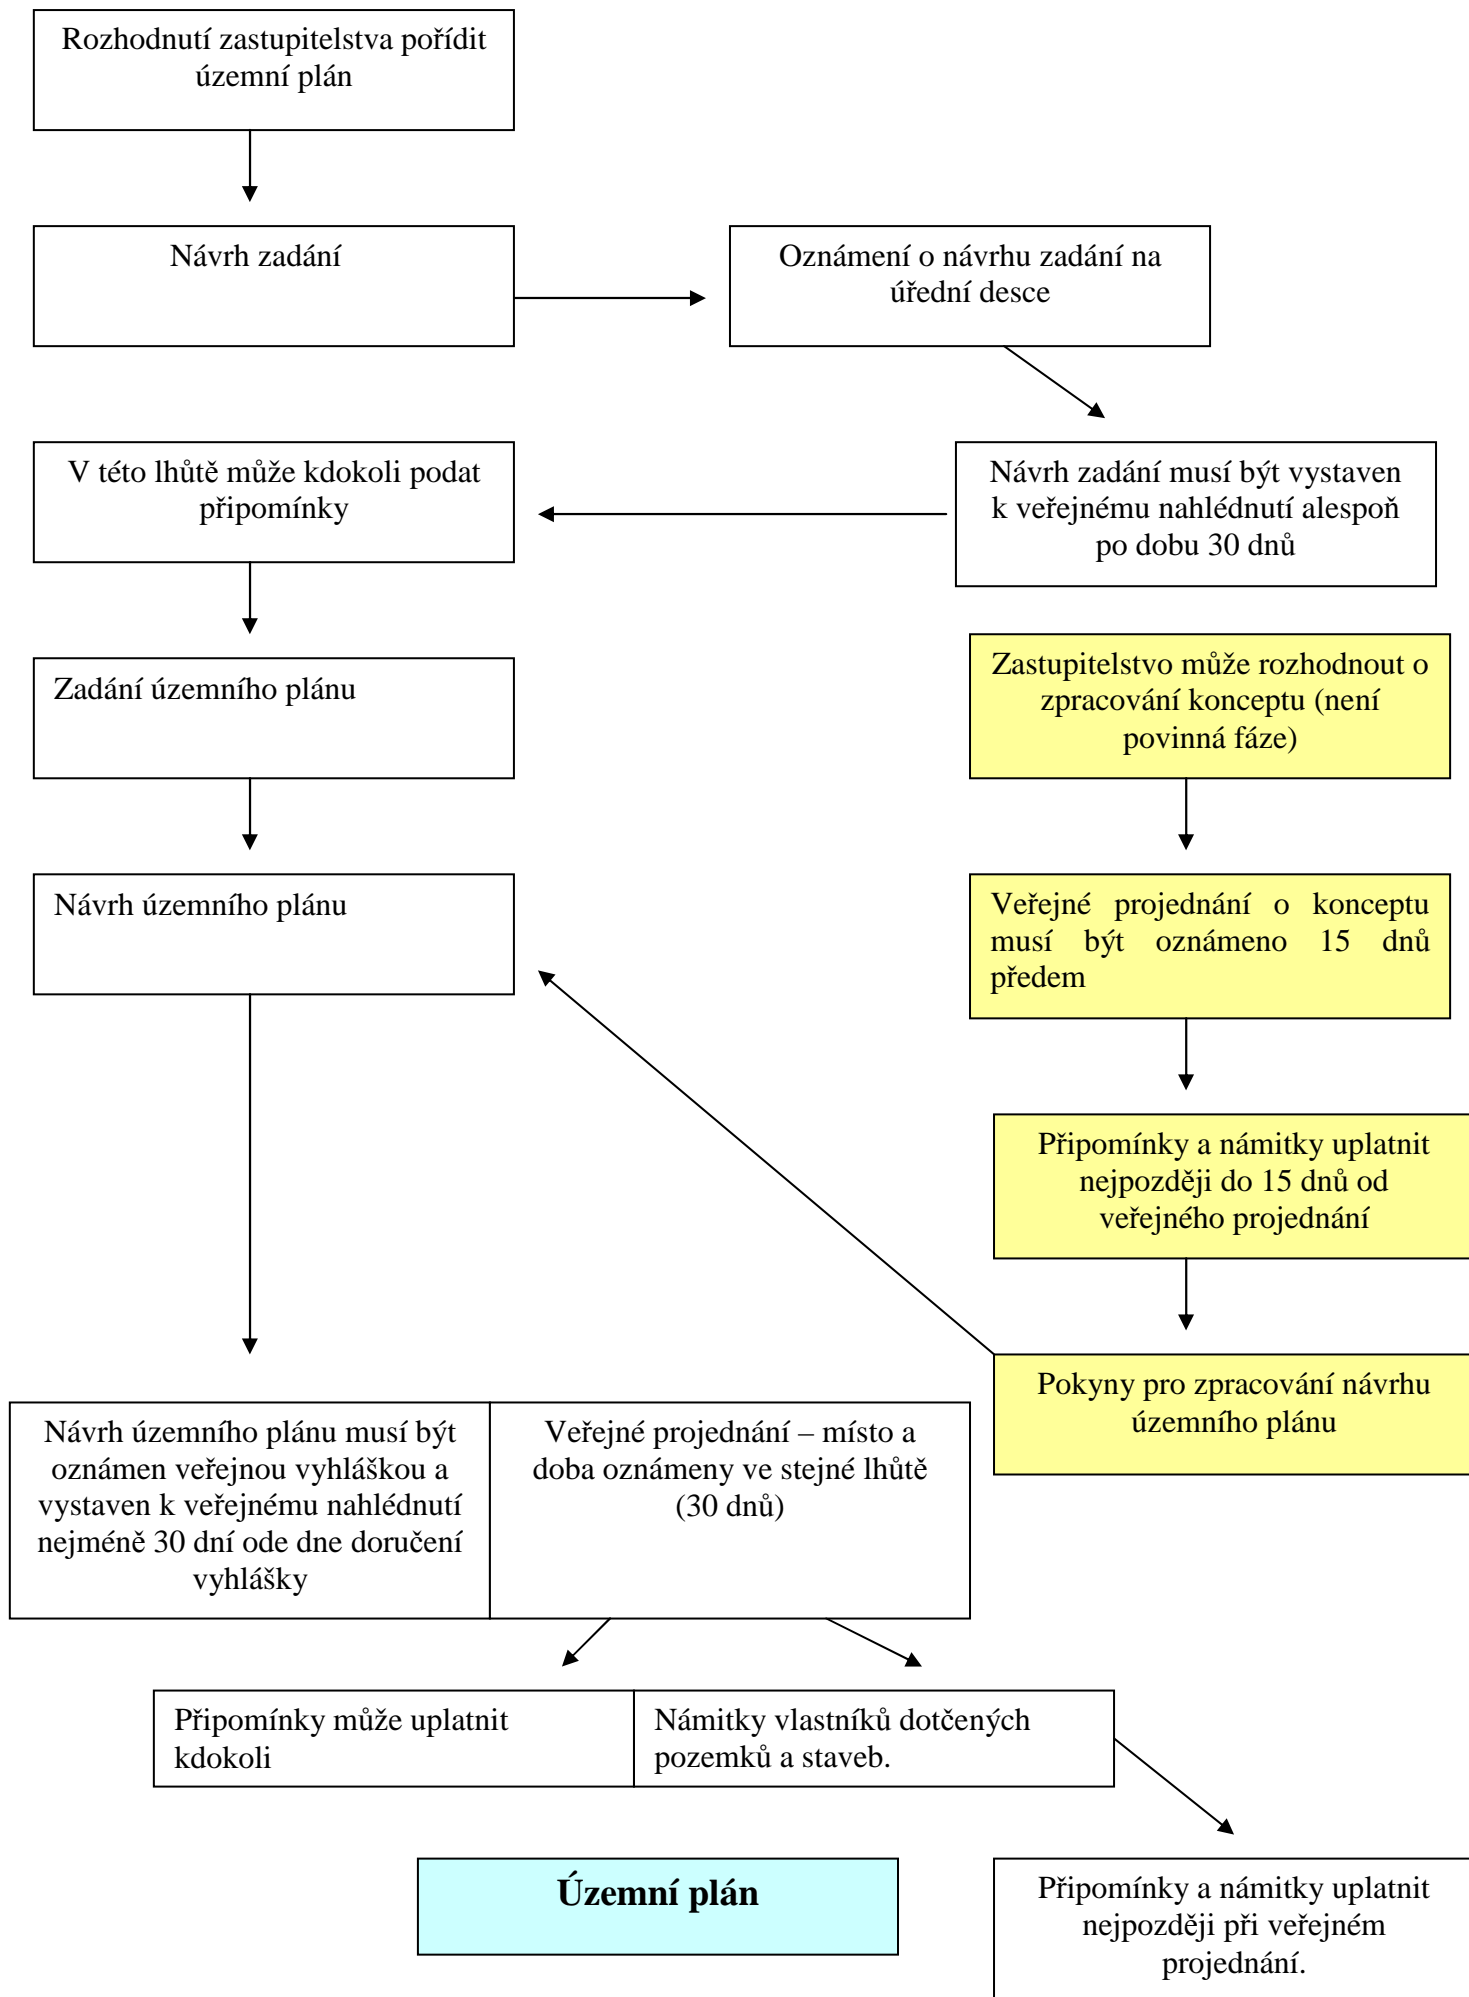 Rozhodnutí zastupitelstva pořídit
územní plán
Návrh zadání
Oznámení o návrhu zadání na
úřední desce
V této lhůtě může kdokoli podat
připomínky
Návrh zadání musí být vystaven
k veřejnému nahlédnutí alespoň
po dobu 30 dnů
Zadání územního plánu
Zastupitelstvo může rozhodnout o
zpracování konceptu (není
povinná fáze)
Návrh územního plánu
Veřejné projednání o konceptu
musí být oznámeno 15 dnů
předem
Připomínky a námitky uplatnit
nejpozději do 15 dnů od
veřejného projednání
Pokyny pro zpracování návrhu
územního plánu
Návrh územního plánu musí být
oznámen veřejnou vyhláškou a
vystaven k veřejnému nahlédnutí
nejméně 30 dní ode dne doručení
vyhlášky
Veřejné projednání – místo a
doba oznámeny ve stejné lhůtě
(30 dnů)
Připomínky může uplatnit
kdokoli
Námitky vlastníků dotčených
pozemků a staveb.
Územní plán
Připomínky a námitky uplatnit
nejpozději při veřejném
projednání.